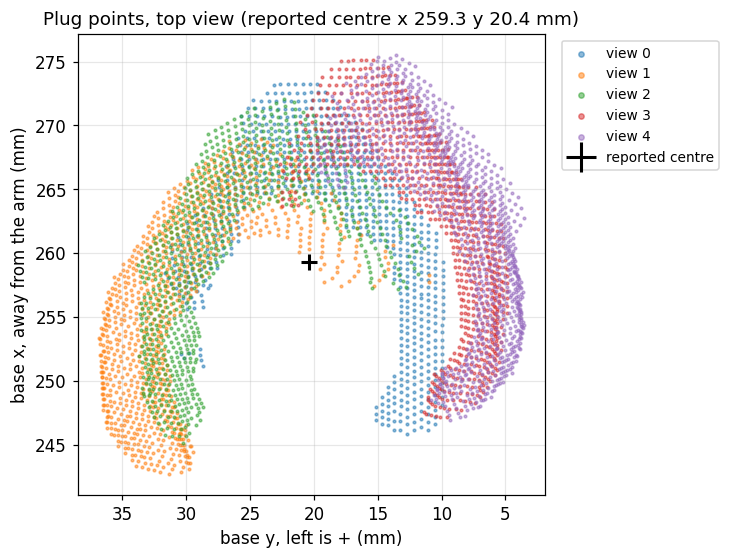 Plug points, top view (reported centre x 259.3 y 20.4 mm)
view 0
view 1
view 2
view 3
view 4
reported centre
base x, away from the arm (mm)
275
270
265
260
255
250
245
35 30 25 20 15 10 5
base y, left is + (mm)